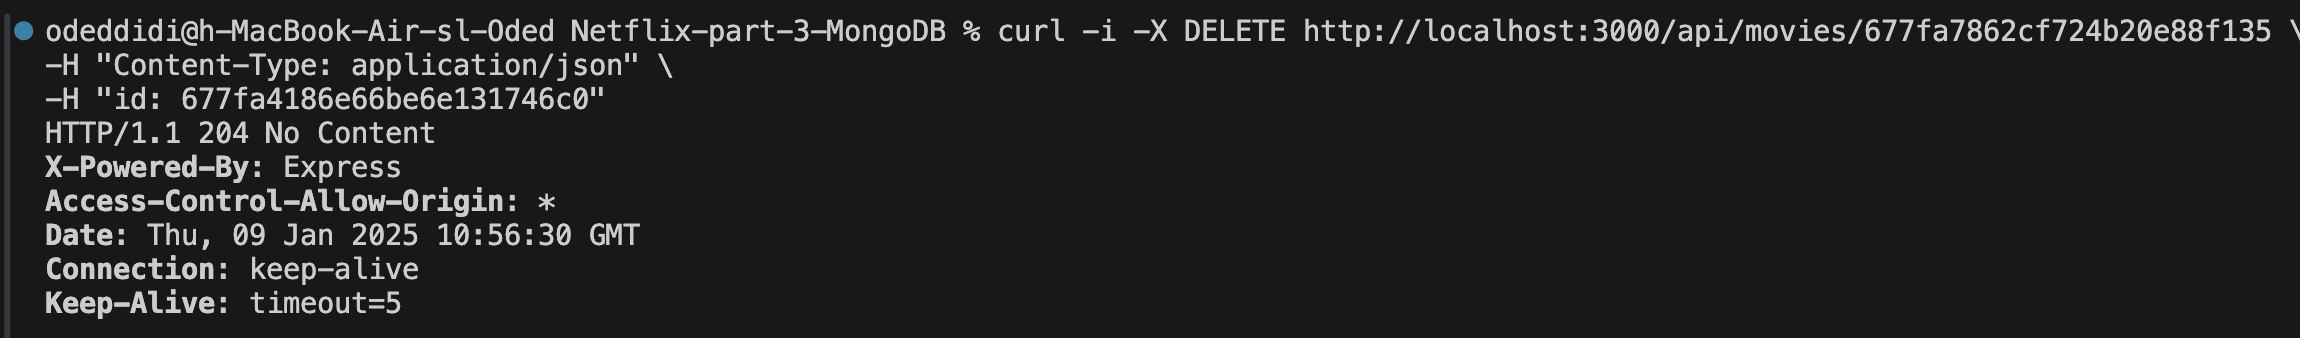 odeddidi@h-MacBook-Air-sl-Oded Netflix-part-3-MongoDB % curl -i -X DELETE http://localhost:3000/api/movies/677fa7862cf724b20e88f135 \
-H "Content-Type: application/json" \
-H "id: 677fa4186e66be6e131746c0"
HTTP/1.1 204 No Content
X-Powered-By: Express
Access-Control-Allow-Origin: *
Date: Thu, 09 Jan 2025 10:56:30 GMT
Connection: keep-alive
Keep-Alive: timeout=5